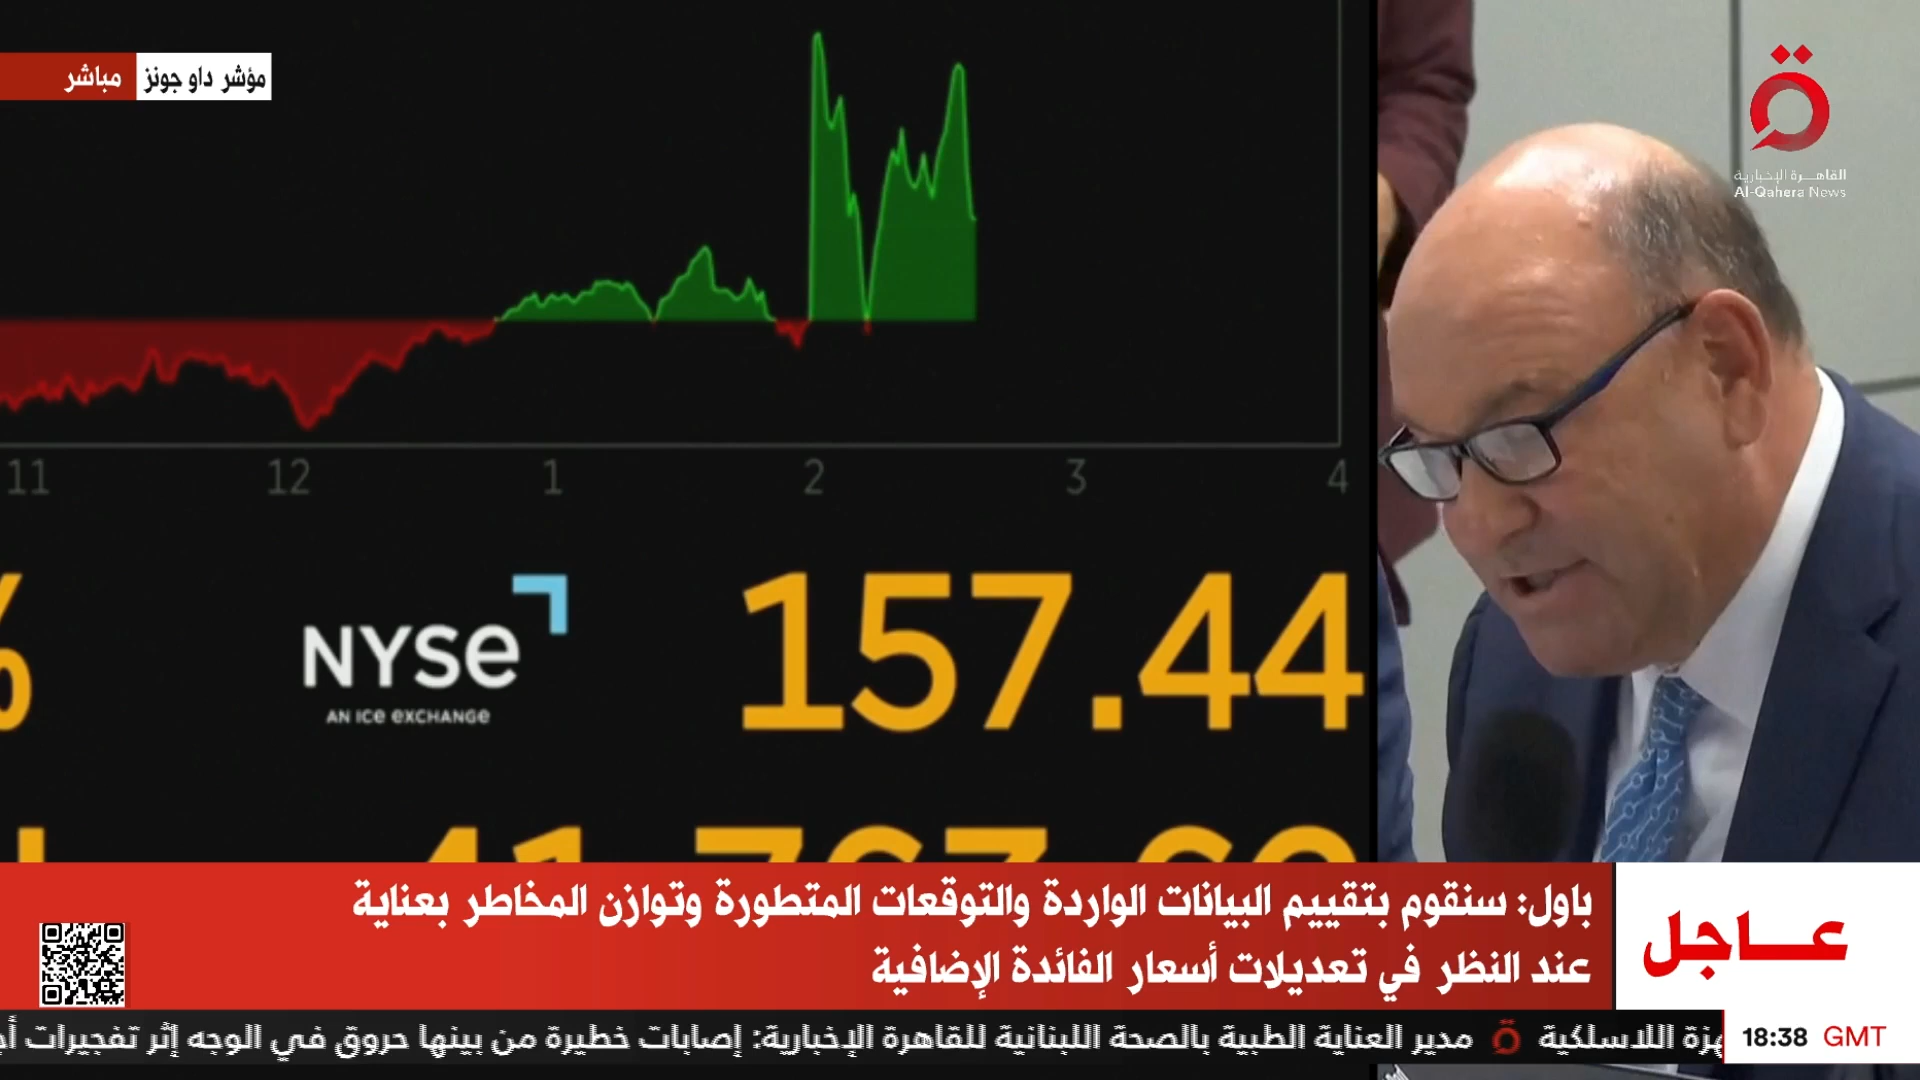 مباشر
مؤشر داو جونز
القاهرة الإخبارية
Al-Qahera News
11 12 1 2 3 4
%
NYSE
AN ICE EXCHANGE
157.44
باول: سنقوم بتقييم البيانات الواردة والتوقعات المتطورة وتوازن المخاطر بعناية
عند النظر في تعديلات أسعار الفائدة الإضافية
عاجل
اللاسلكية
مدير العناية الطبية بالصحة اللبنانية للقاهرة الإخبارية: إصابات خطيرة من بينها حروق في الوجه إثر تفجيرات
18:38 GMT